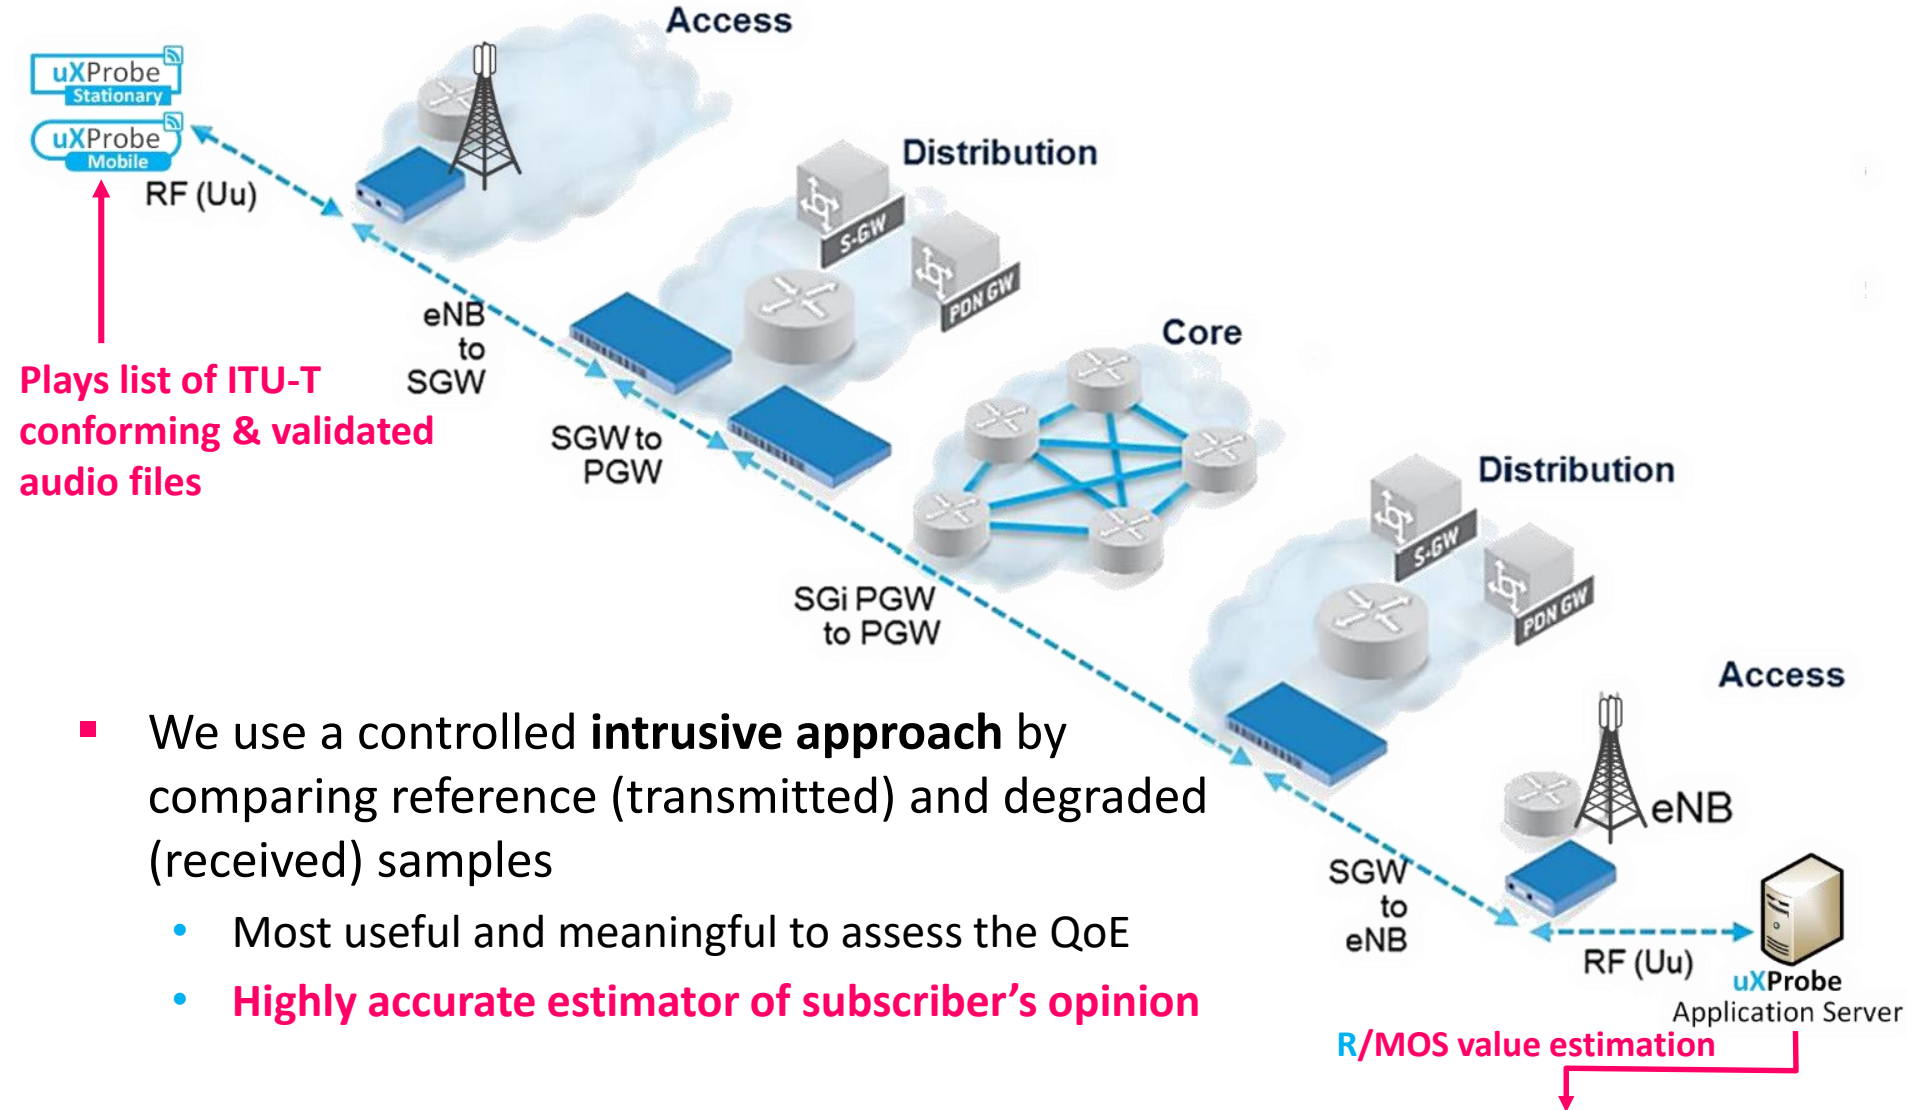 Access
uXProbe
Stationary
uXProbe
Mobile
RF (Uu)
Distribution
S-GW
PDN GW
eNB
to
SGW
Core
Plays list of ITU-T
conforming & validated
audio files
SGW to
PGW
Distribution
S-GW
PDN GW
SGi PGW
to PGW
Access
▪ We use a controlled intrusive approach by
comparing reference (transmitted) and degraded
(received) samples
• Most useful and meaningful to assess the QoE
• Highly accurate estimator of subscriber’s opinion
eNB
SGW
to
eNB
RF (Uu)
uXProbe
Application Server
R/MOS value estimation